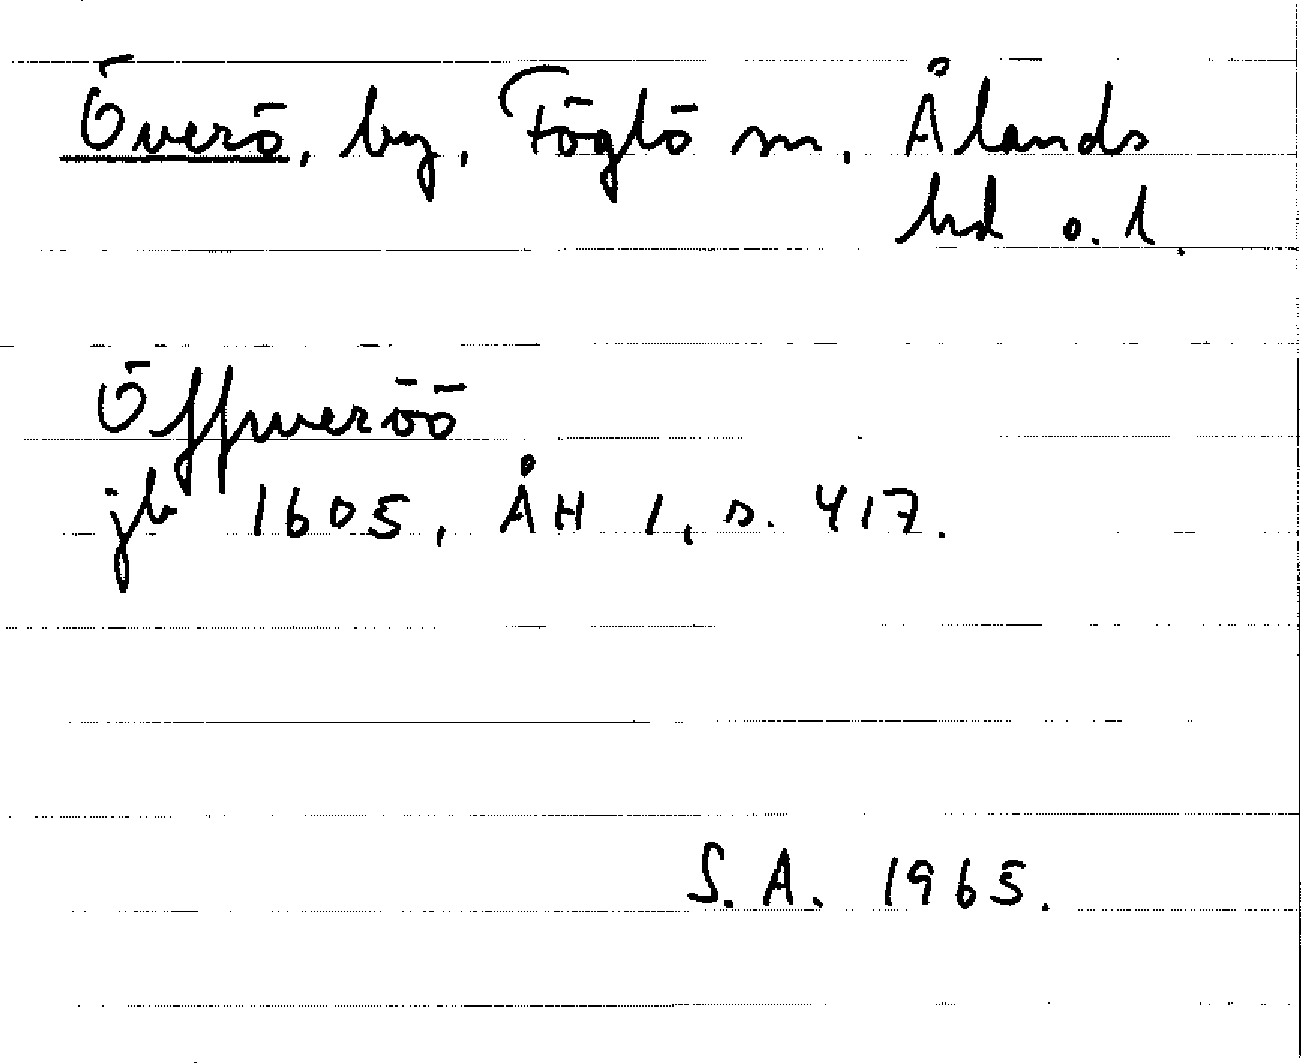 Överö, by, Föglö sn, Ålands
hd o. l.
Öffweröö
jb 1605, ÅH 1, s. 417.
S.A. 1965.